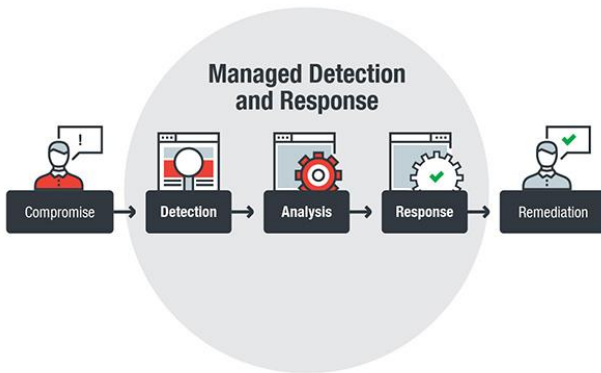 Managed Detection
and Response
!
Compromise
Detection
Analysis
Response
Remediation